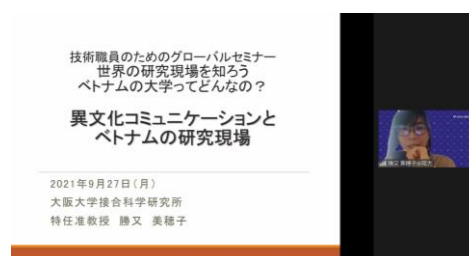 技術職員のためのグローバルセミナー
世界の研究現場を知ろう
ベトナムの大学ってどんなの？
異文化コミュニケーションと
ベトナムの研究現場
2021年9月27日（月）
大阪大学接合科学研究所
特任准教授 勝又 美穂子